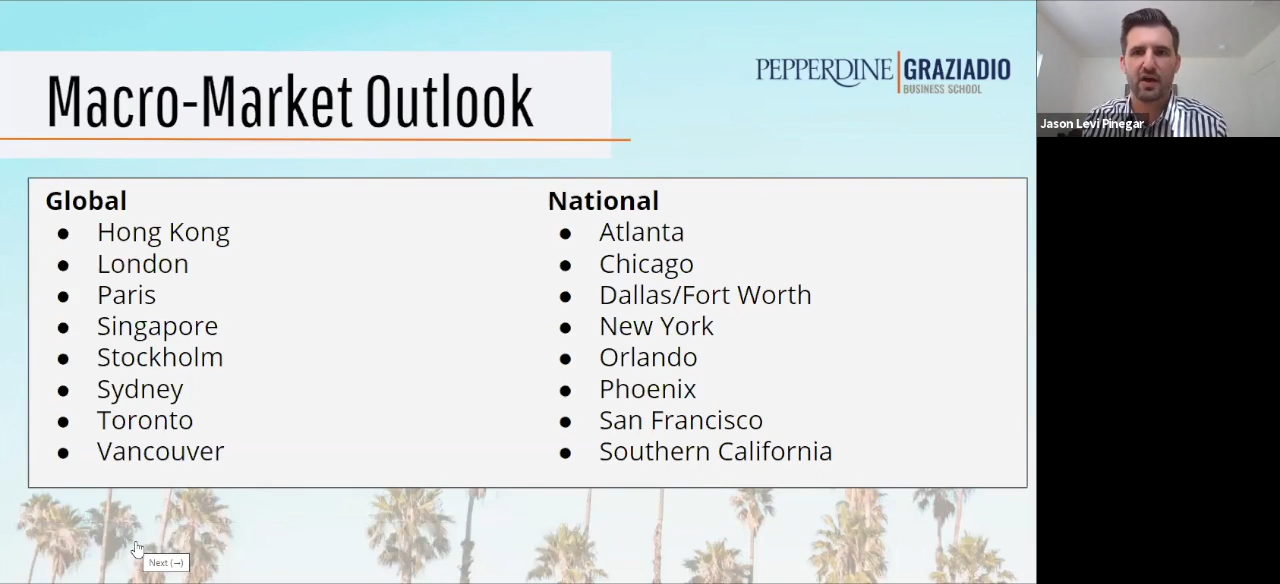 Macro-Market Outlook
PEPPERDINE GRAZIADIO
BUSINESS SCHOOL
Jason Levi Pinegar
Global
● Hong Kong
● London
● Paris
● Singapore
● Stockholm
● Sydney
● Toronto
● Vancouver
National
● Atlanta
● Chicago
● Dallas/Fort Worth
● New York
● Orlando
● Phoenix
● San Francisco
● Southern California
Next (→)